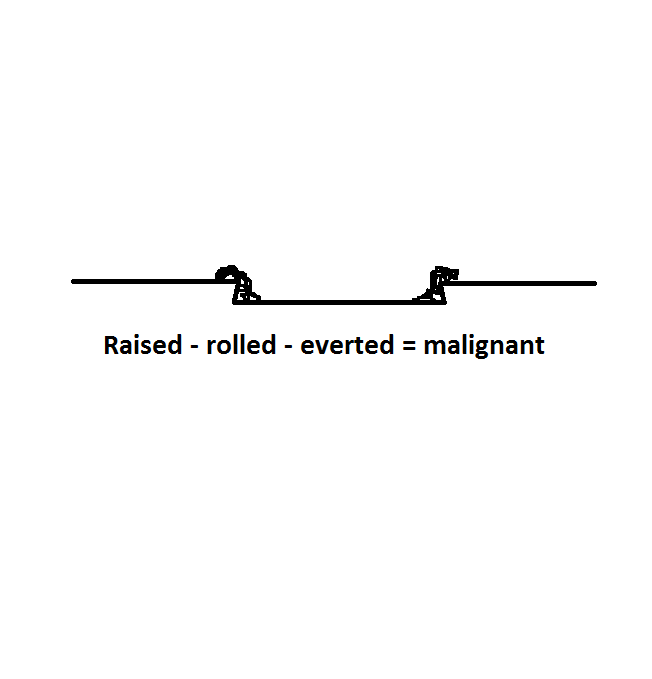 Raised - rolled - everted = malignant